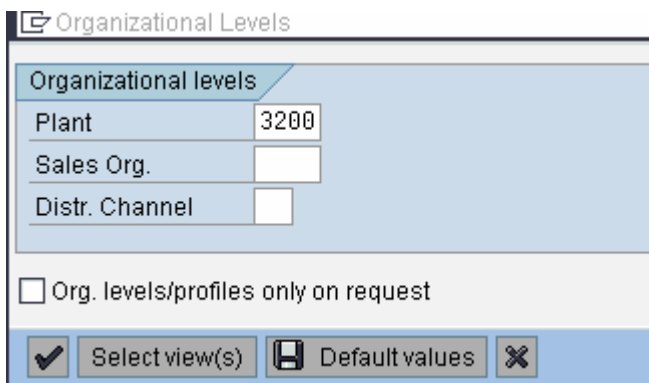 Organizational Levels
Organizational levels
Plant 3200
Sales Org.
Distr. Channel
Org. levels/profiles only on request
Select view(s) Default values